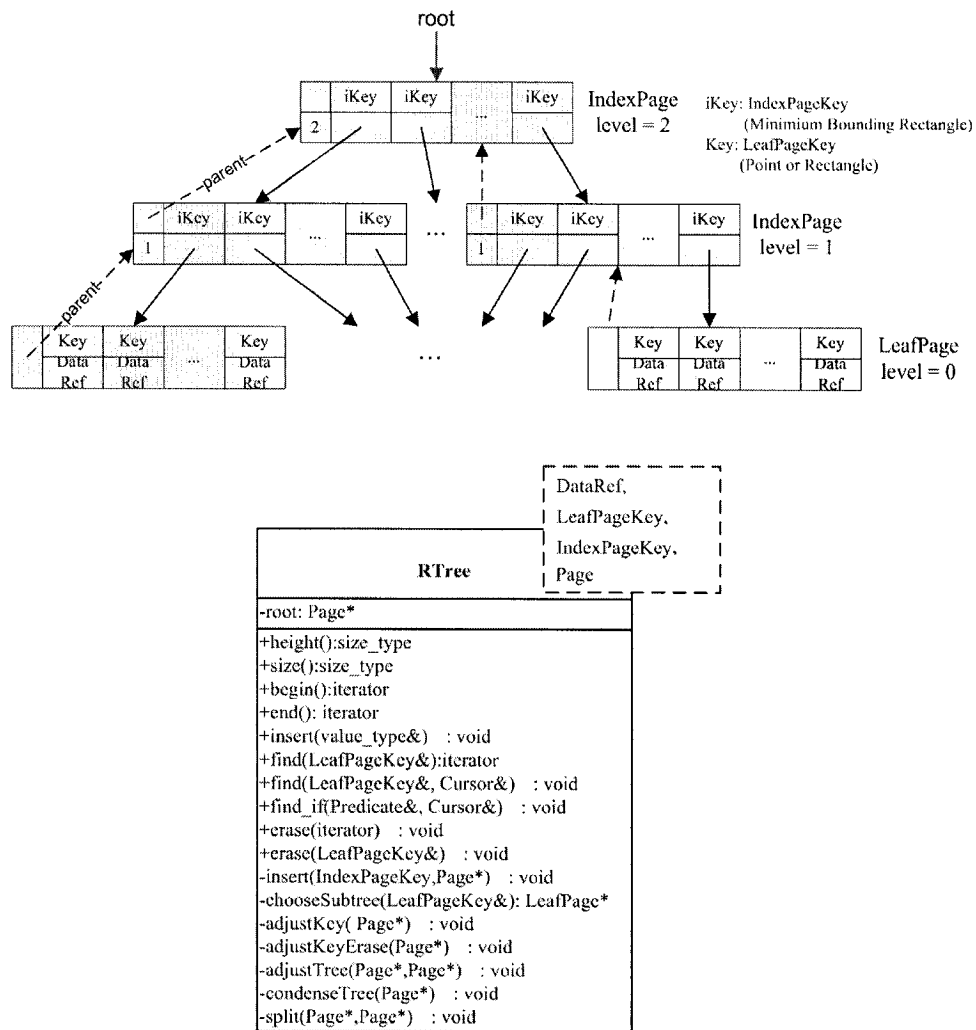 root
iKey iKey iKey
2 ...
IndexPage
level = 2
iKey: IndexPageKey
(Minimium Bounding Rectangle)
Key: LeafPageKey
(Point or Rectangle)
parent
iKey iKey iKey
1 ...
...
iKey iKey iKey
1 ...
IndexPage
level = 1
parent
Key Key Key
Data Data ... Data
Ref Ref Ref
...
Key Key Key
Data Data ... Data
Ref Ref Ref
LeafPage
level = 0
DataRef,
LeafPageKey,
IndexPageKey,
Page
RTree
-root: Page*
+height():size_type
+size():size_type
+begin():iterator
+end(): iterator
+insert(value_type&) : void
+find(LeafPageKey&):iterator
+find(LeafPageKey&, Cursor&) : void
+find_if(Predicate&, Cursor&) : void
+erase(iterator) : void
+erase(LeafPageKey&) : void
-insert(IndexPageKey,Page*) : void
-chooseSubtree(LeafPageKey&): LeafPage*
-adjustKey( Page*) : void
-adjustKeyErase(Page*) : void
-adjustTree(Page*,Page*) : void
-condenseTree(Page*) : void
-split(Page*,Page*) : void